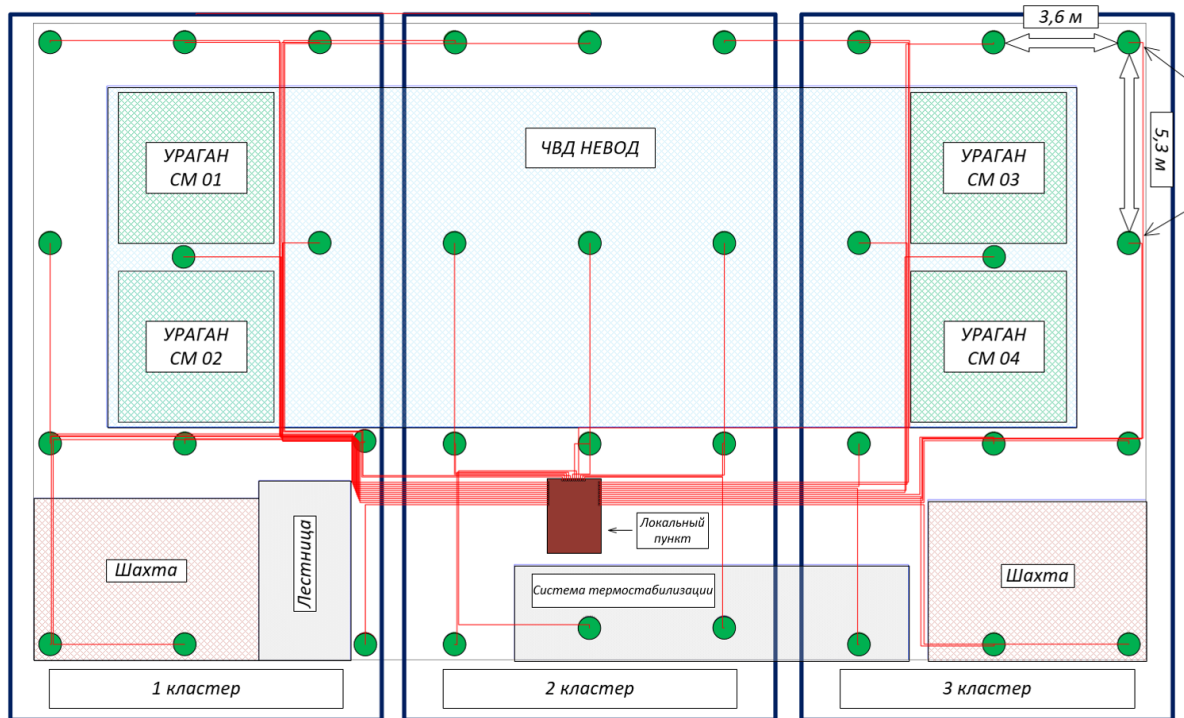 3,6 м
УРАГАН
СМ 01
ЧВД НЕВОД
УРАГАН
СМ 03
5,3 м
УРАГАН
СМ 02
УРАГАН
СМ 04
Локальный
пункт
Шахта
Лестница
Система термостабилизации
Шахта
1 кластер
2 кластер
3 кластер